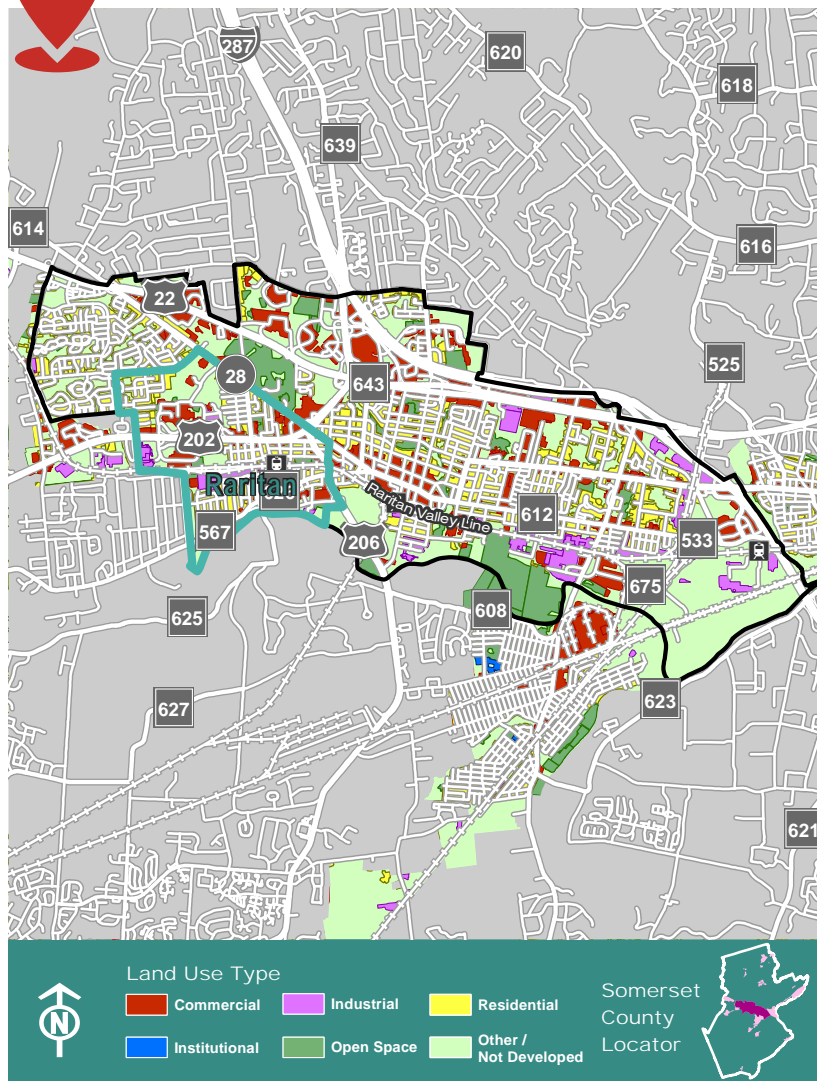 287
620
618
639
614
616
22
525
28
643
202
Raritan
Raritan Valley Line
612
567
206
533
675
625
608
627
623
621
N
Land Use Type
Commercial
Industrial
Residential
Institutional
Open Space
Other /
Not Developed
Somerset
County
Locator